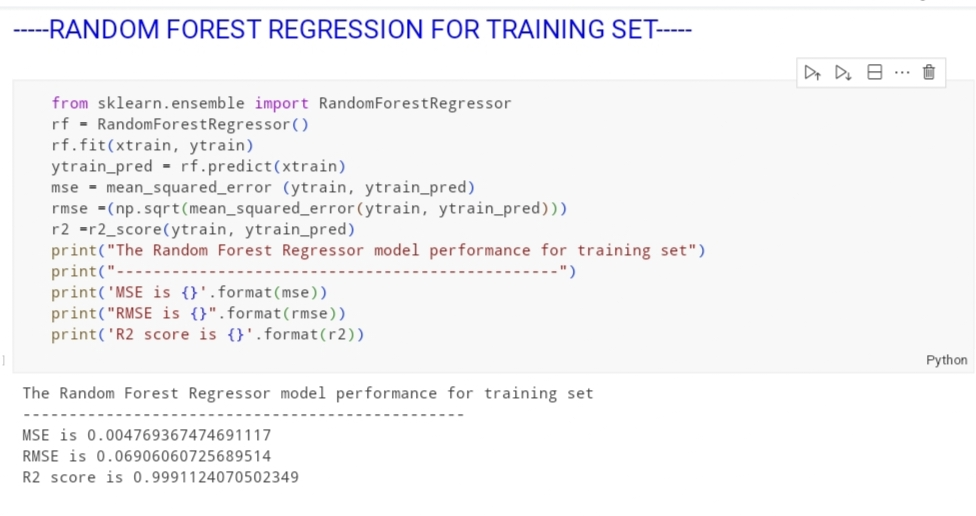 -----RANDOM FOREST REGRESSION FOR TRAINING SET-----
from sklearn.ensemble import RandomForestRegressor
rf = RandomForestRegressor()
rf.fit(xtrain, ytrain)
ytrain_pred = rf.predict(xtrain)
mse = mean_squared_error (ytrain, ytrain_pred)
rmse =(np.sqrt(mean_squared_error(ytrain, ytrain_pred)))
r2 =r2_score(ytrain, ytrain_pred)
print("The Random Forest Regressor model performance for training set")
print("------------------------------------------------")
print('MSE is {}'.format(mse))
print("RMSE is {}".format(rmse))
print('R2 score is {}'.format(r2))
Python
The Random Forest Regressor model performance for training set
------------------------------------------------
MSE is 0.004769367474691117
RMSE is 0.06906060725689514
R2 score is 0.9991124070502349